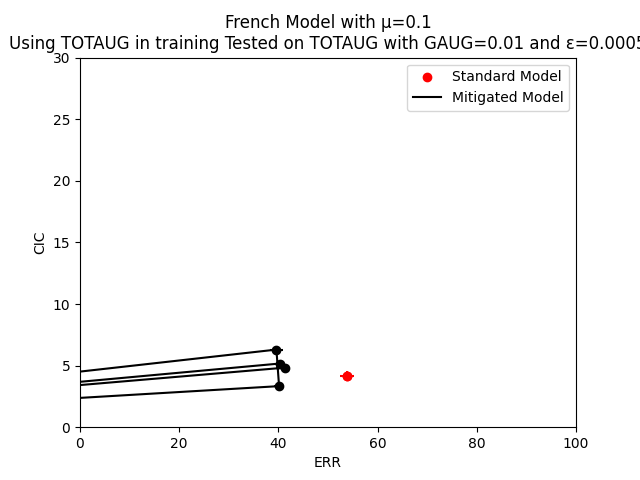 French Model with μ=0.1
Using TOTAUG in training Tested on TOTAUG with GAUG=0.01 and ε=0.0005
Standard Model
Mitigated Model
30
25
20
15
10
5
0
CIC
0 20 40 60 80 100
ERR